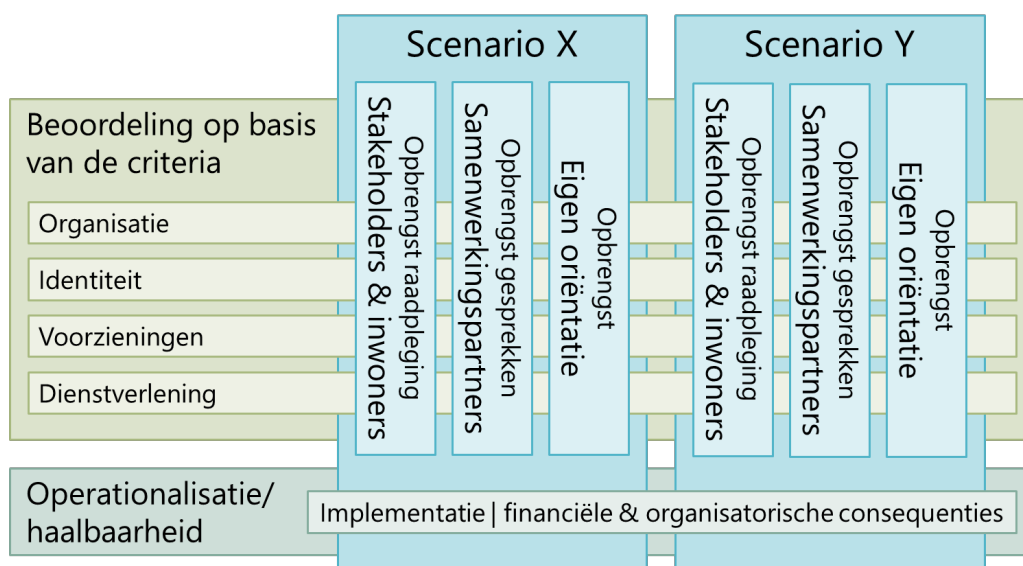 Scenario X
Scenario Y
Beoordeling op basis
van de criteria
Organisatie
Identiteit
Voorzieningen
Dienstverlening
Opbrengst raadpleging
Stakeholders & inwoners
Opbrengst gesprekken
Samenwerkingspartners
Opbrengst
Eigen oriëntatie
Opbrengst raadpleging
Stakeholders & inwoners
Opbrengst gesprekken
Samenwerkingspartners
Opbrengst
Eigen oriëntatie
Operationalisatie/
haalbaarheid
Implementatie | financiële & organisatorische consequenties